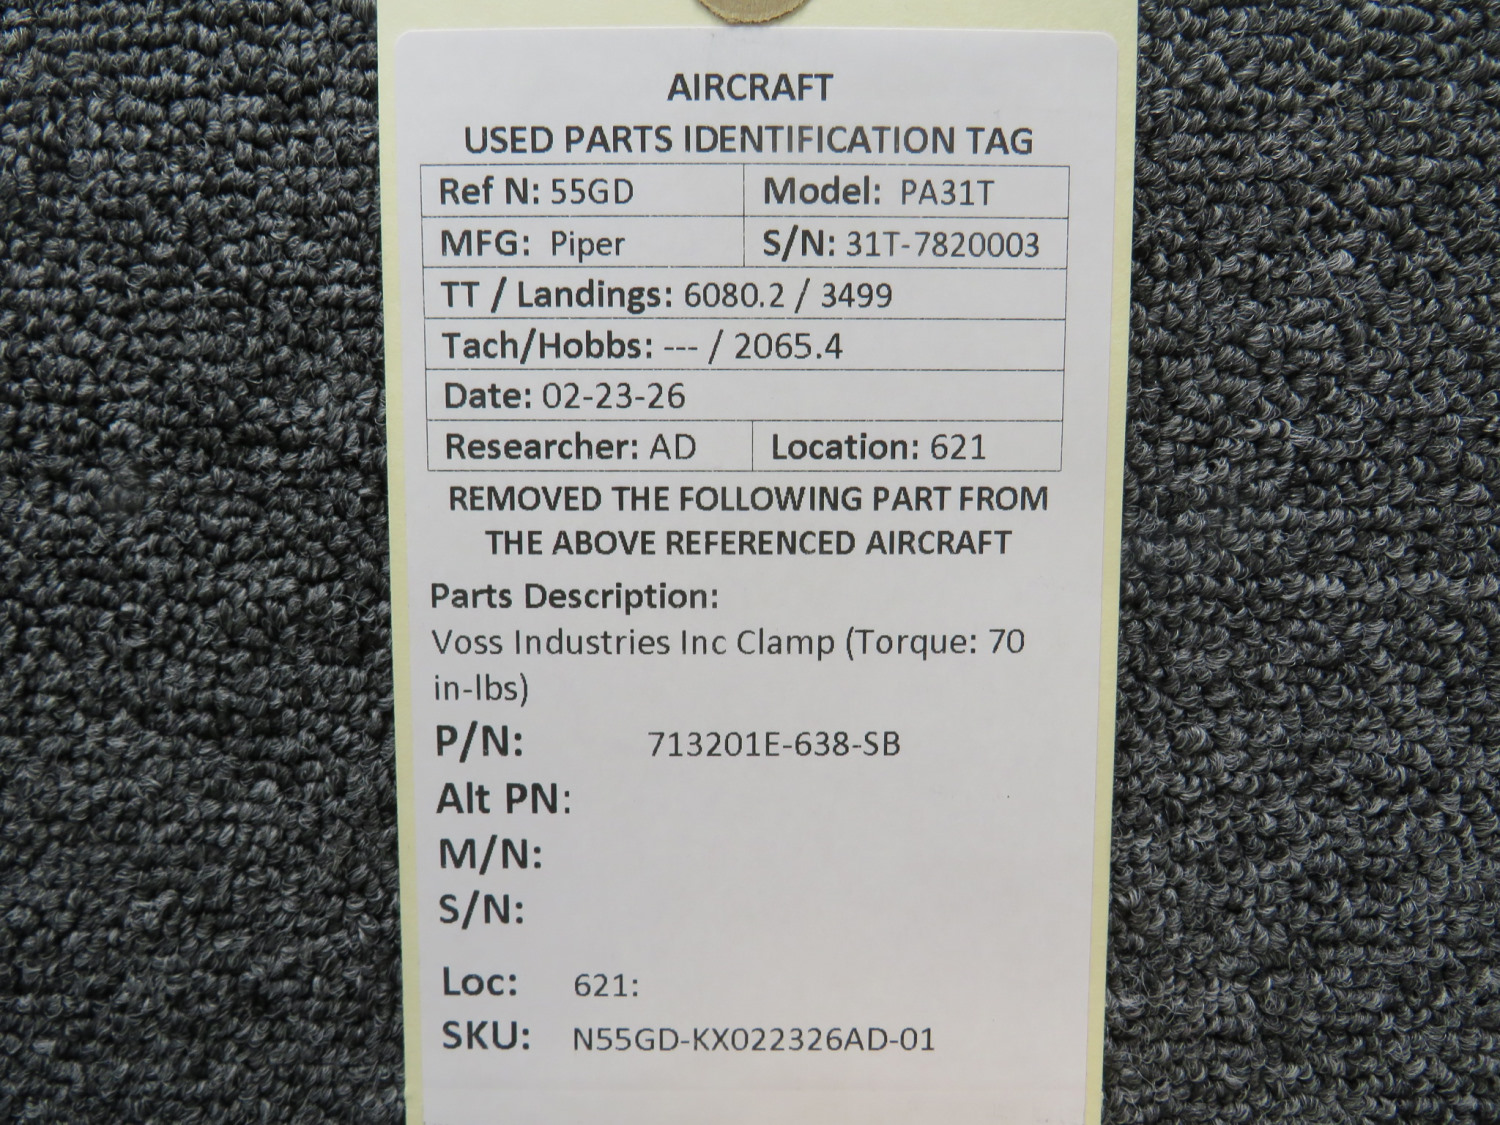 AIRCRAFT
USED PARTS IDENTIFICATION TAG
Ref N: 55GD Model: PA31T
MFG: Piper S/N: 31T-7820003
TT / Landings: 6080.2 / 3499
Tach/Hobbs: --- / 2065.4
Date: 02-23-26
Researcher: AD Location: 621
REMOVED THE FOLLOWING PART FROM
THE ABOVE REFERENCED AIRCRAFT
Parts Description:
Voss Industries Inc Clamp (Torque: 70
in-lbs)
P/N: 713201E-638-SB
Alt PN:
M/N:
S/N:
Loc: 621:
SKU: N55GD-KX022326AD-01